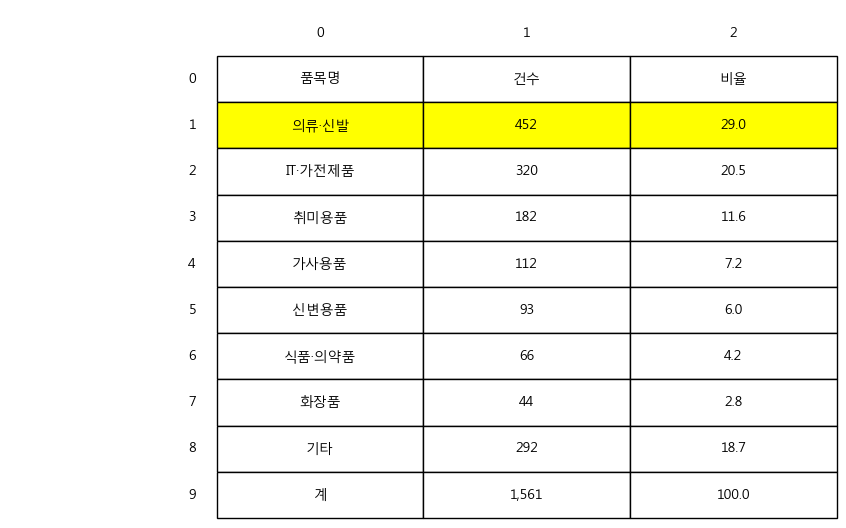 0 1 2
0 품목명 건수 비율
1 의류·신발 452 29.0
2 IT·가전제품 320 20.5
3 취미용품 182 11.6
4 가사용품 112 7.2
5 신변용품 93 6.0
6 식품·의약품 66 4.2
7 화장품 44 2.8
8 기타 292 18.7
9 계 1,561 100.0